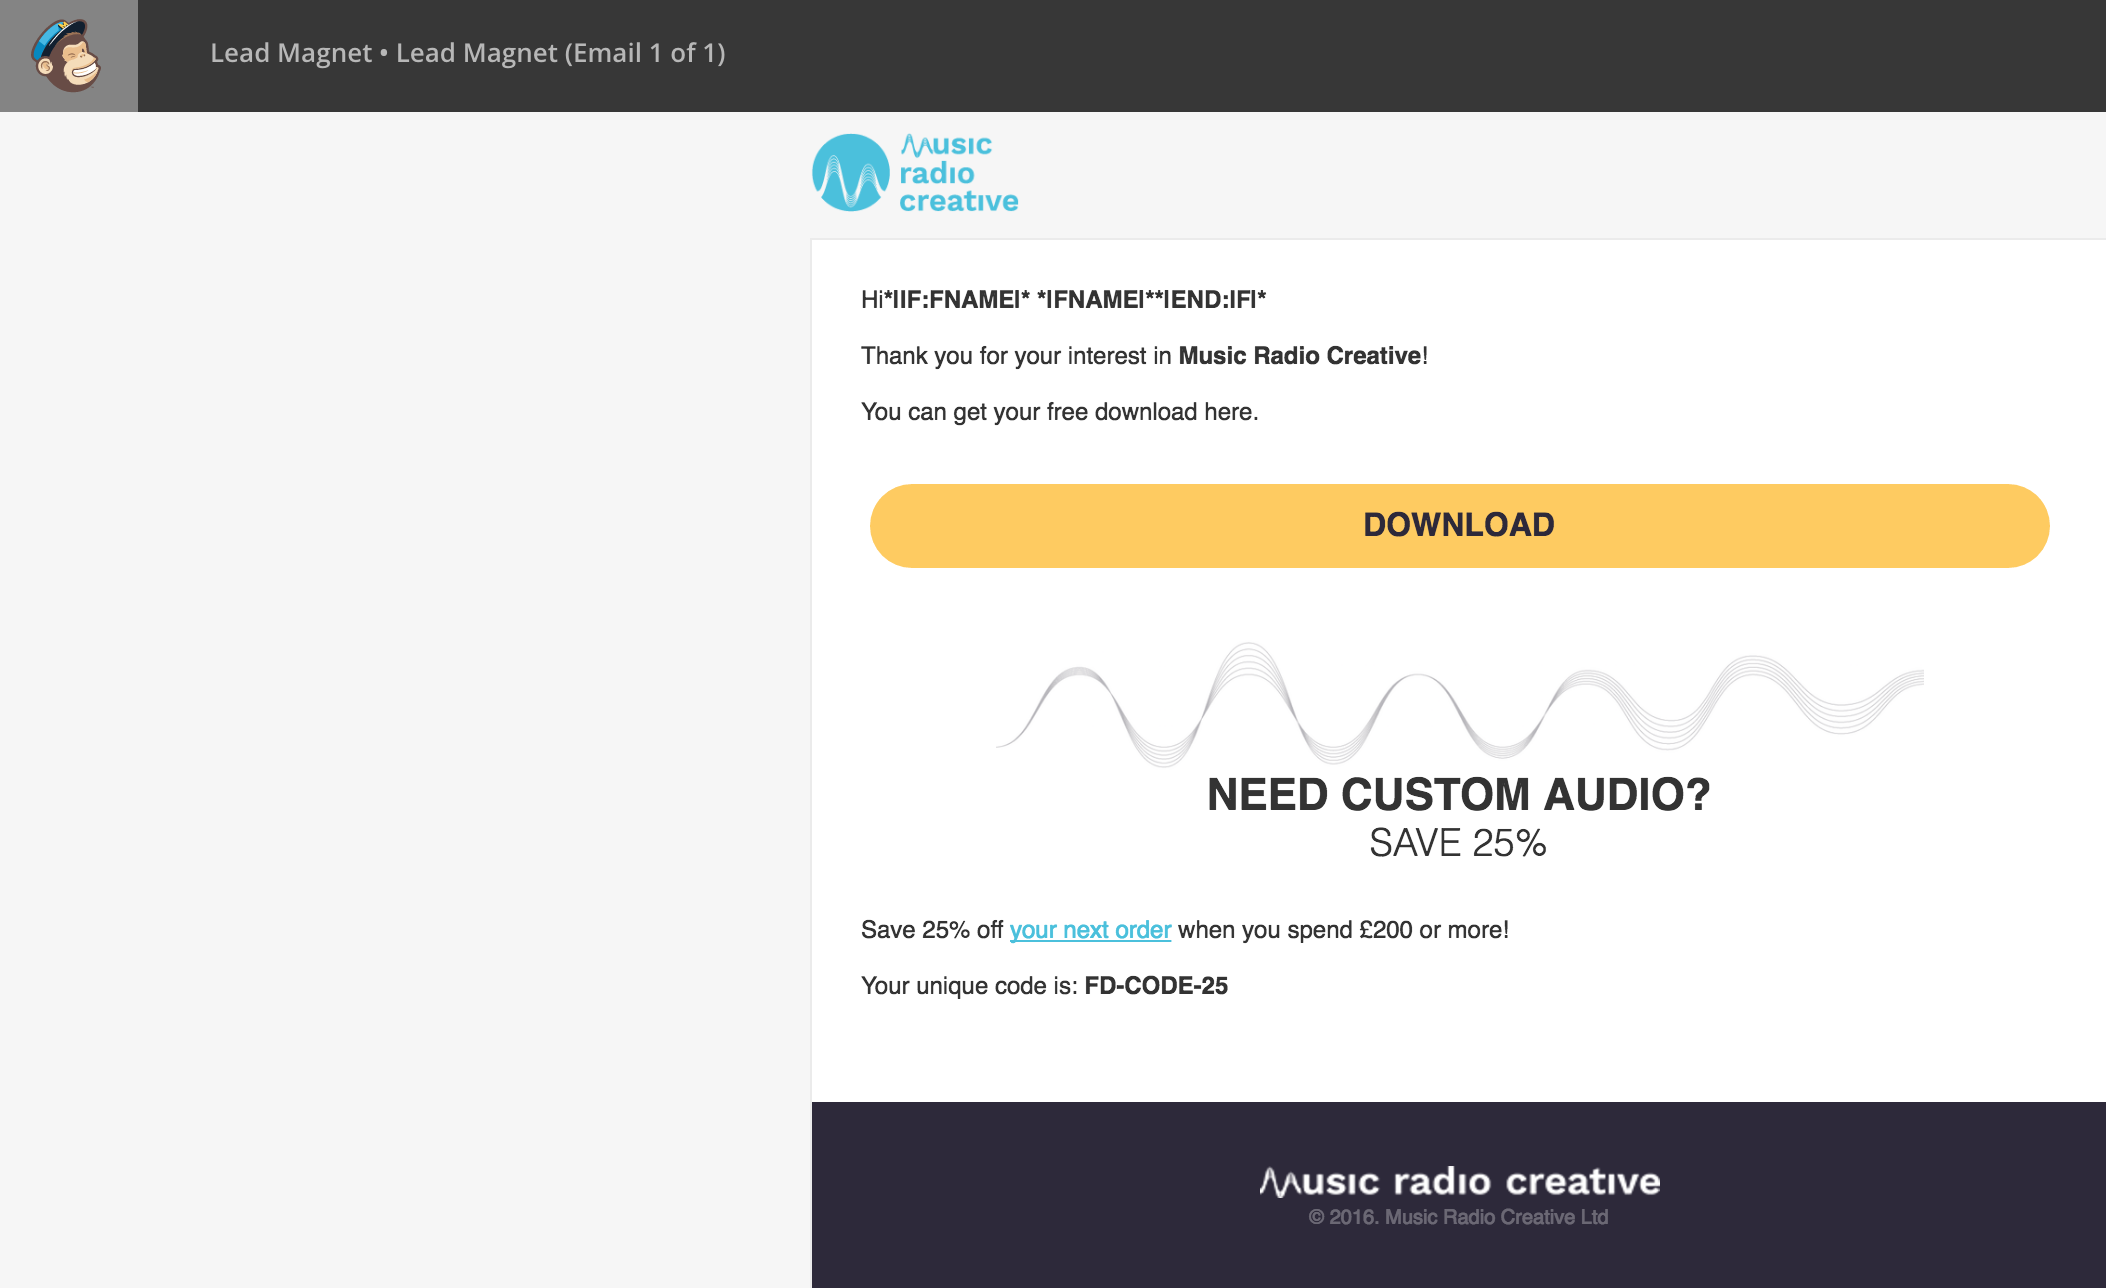 Lead Magnet • Lead Magnet (Email 1 of 1)
Music
radio
creative
Hi*|IF:FNAME|* *|FNAME|**|END:IF|*
Thank you for your interest in Music Radio Creative!
You can get your free download here.
DOWNLOAD
NEED CUSTOM AUDIO?
SAVE 25%
Save 25% off your next order when you spend £200 or more!
Your unique code is: FD-CODE-25
Music radio creative
© 2016. Music Radio Creative Ltd